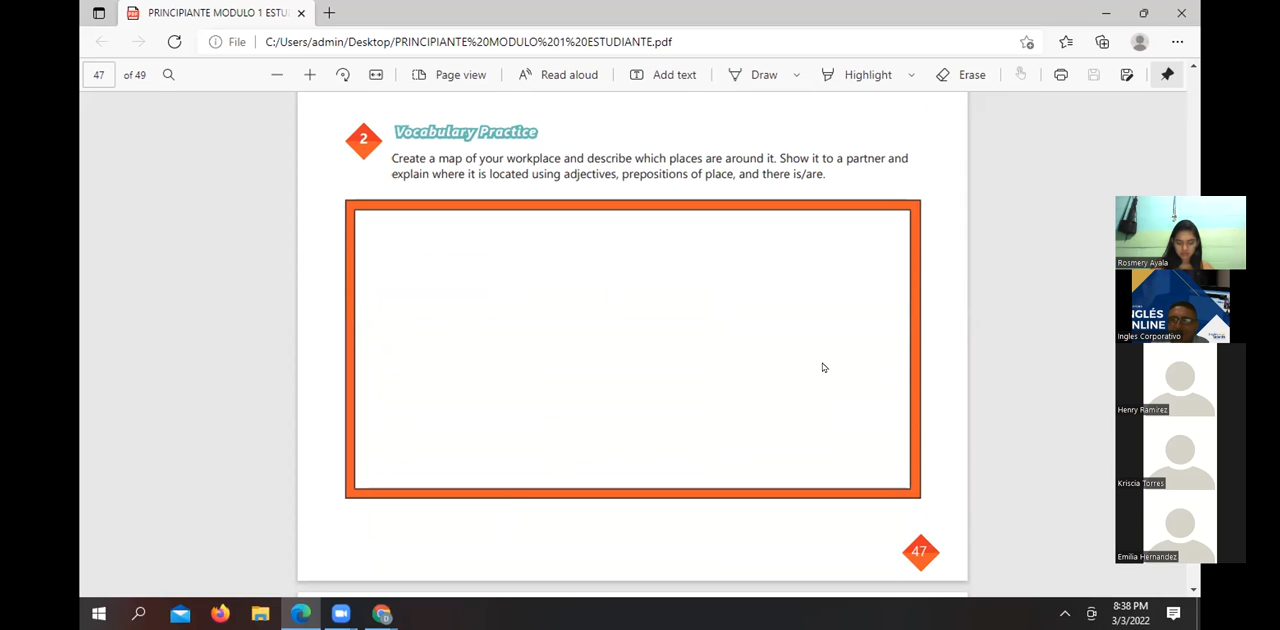 PRINCIPIANTE MODULO 1 ESTU
File
C:/Users/admin/Desktop/PRINCIPIANTE%20MODULO%201%20ESTUDIANTE.pdf
47 of 49
Page view
Read aloud
Add text
Draw
Highlight
Erase
2
Vocabulary Practice
Create a map of your workplace and describe which places are around it. Show it to a partner and
explain where it is located using adjectives, prepositions of place, and there is/are.
47
Rosmery Ayala
INGLÉS
ONLINE
Ingles Corporativo
Henry Ramirez
Kriscia Torres
Emilia Hernandez
8:38 PM
3/3/2022